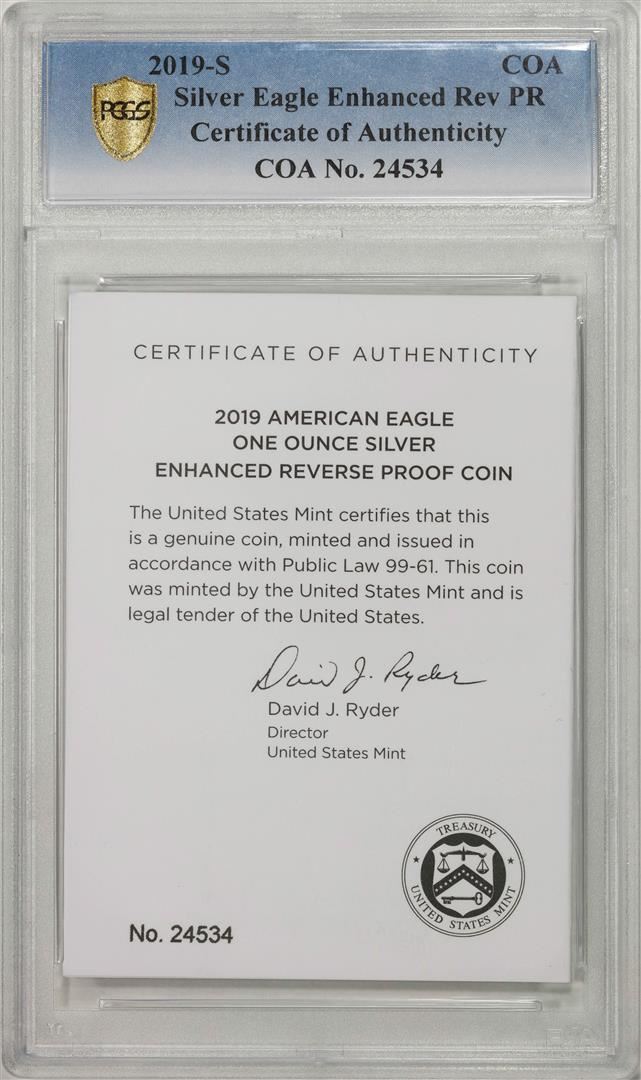 2019-S COA
PCGS
Silver Eagle Enhanced Rev PR
Certificate of Authenticity
COA No. 24534
CERTIFICATE OF AUTHENTICITY
2019 AMERICAN EAGLE
ONE OUNCE SILVER
ENHANCED REVERSE PROOF COIN
The United States Mint certifies that this
is a genuine coin, minted and issued in
accordance with Public Law 99-61. This coin
was minted by the United States Mint and is
legal tender of the United States.
David J. Ryder
David J. Ryder
Director
United States Mint
TREASURY
UNITED STATES MINT
No. 24534